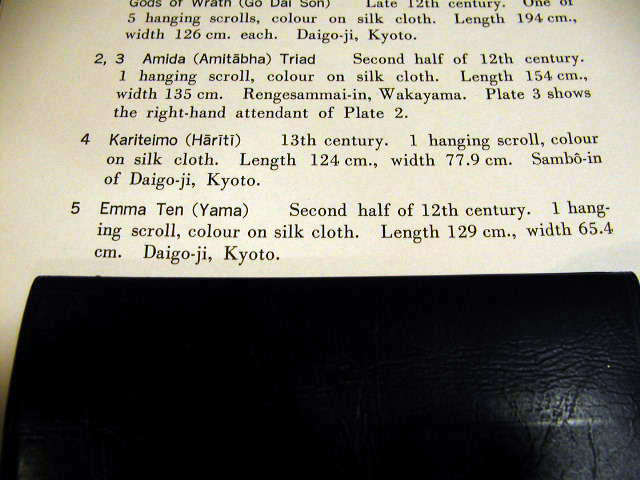 Gods of Wrath (Go Dai Son) Late 12th century. One of
5 hanging scrolls, colour on silk cloth. Length 194 cm.,
width 126 cm. each. Daigo-ji, Kyoto.
2, 3 Amida (Amitābha) Triad Second half of 12th century.
1 hanging scroll, colour on silk cloth. Length 154 cm.,
width 135 cm. Rengesammai-in, Wakayama. Plate 3 shows
the right-hand attendant of Plate 2.
4 Kariteimo (Hāritī) 13th century. 1 hanging scroll, colour
on silk cloth. Length 124 cm., width 77.9 cm. Sambô-in
of Daigo-ji, Kyoto.
5 Emma Ten (Yama) Second half of 12th century. 1 hang-
ing scroll, colour on silk cloth. Length 129 cm., width 65.4
cm. Daigo-ji, Kyoto.